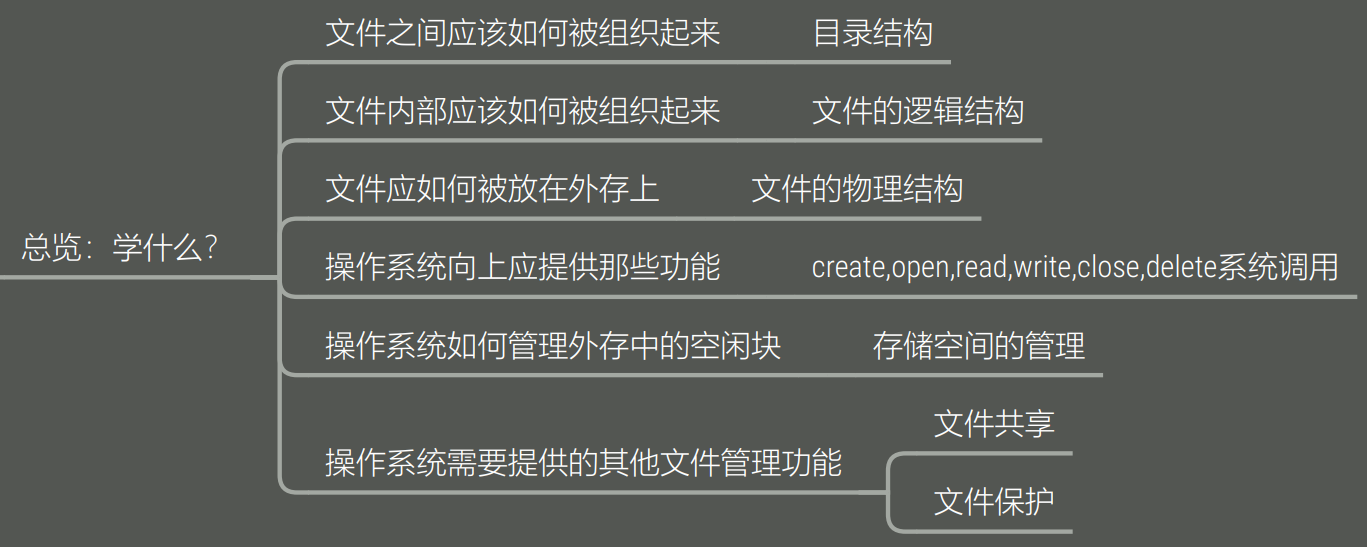 文件之间应该如何被组织起来 目录结构
文件内部应该如何被组织起来 文件的逻辑结构
文件应如何被放在外存上 文件的物理结构
总览：学什么？
操作系统向上应提供那些功能 create,open,read,write,close,delete系统调用
操作系统如何管理外存中的空闲块 存储空间的管理
文件共享
操作系统需要提供的其他文件管理功能
文件保护